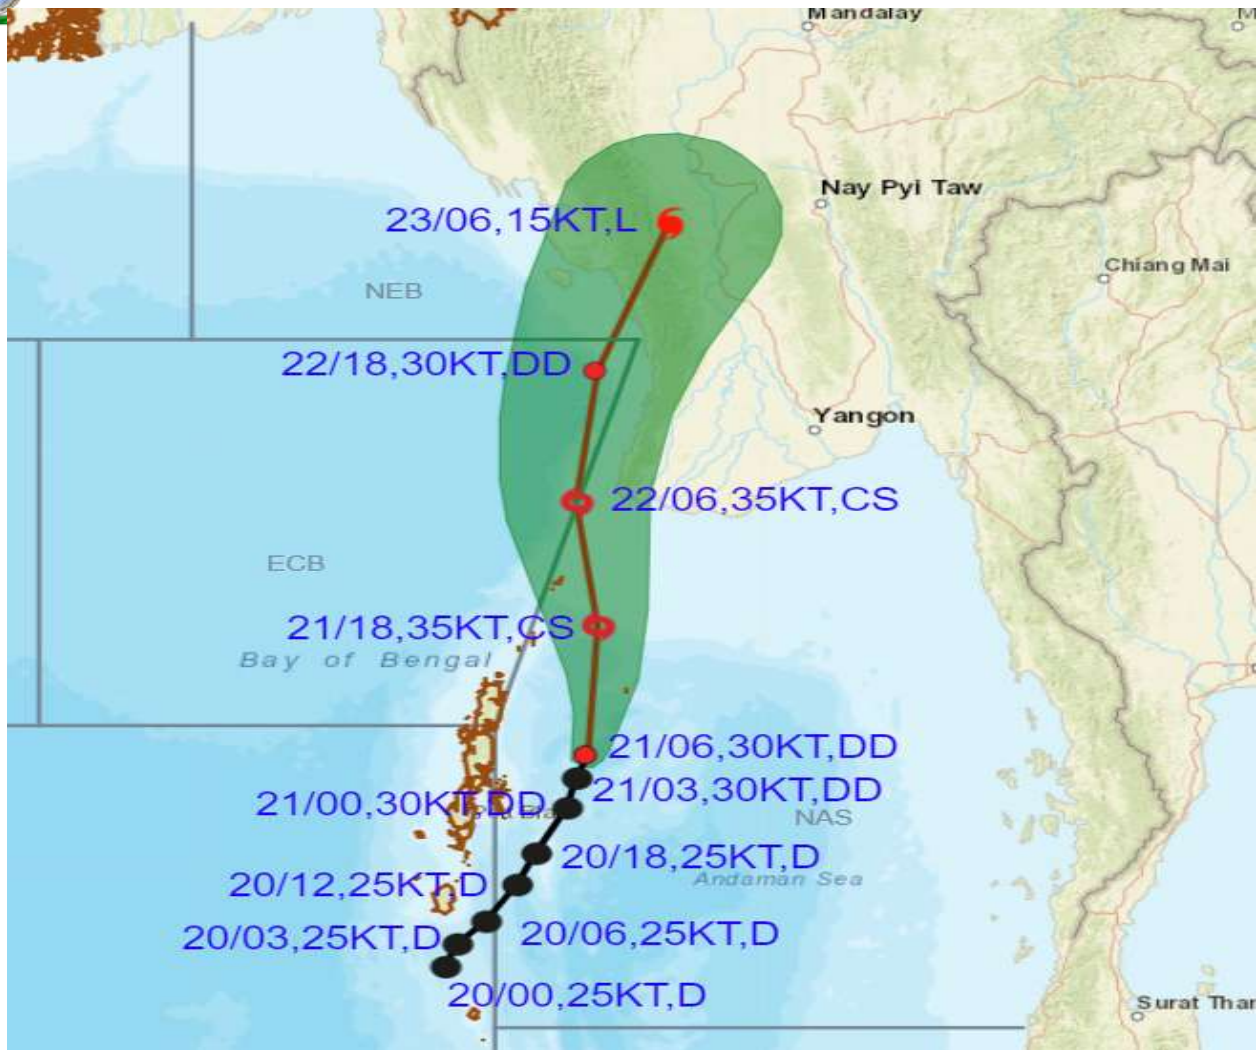 Mandalay
Nay Pyi Taw
23/06,15KT,L
Chiang Mai
NEB
22/18,30KT,DD
Yangon
22/06,35KT,CS
ECB
21/18,35KT,CS
Bay of Bengal
21/06,30KT,DD
21/03,30KT,DD
21/00,30KT,DD
NAS
20/18,25KT,D
Andaman Sea
20/12,25KT,D
20/06,25KT,D
20/03,25KT,D
20/00,25KT,D
Surat Than